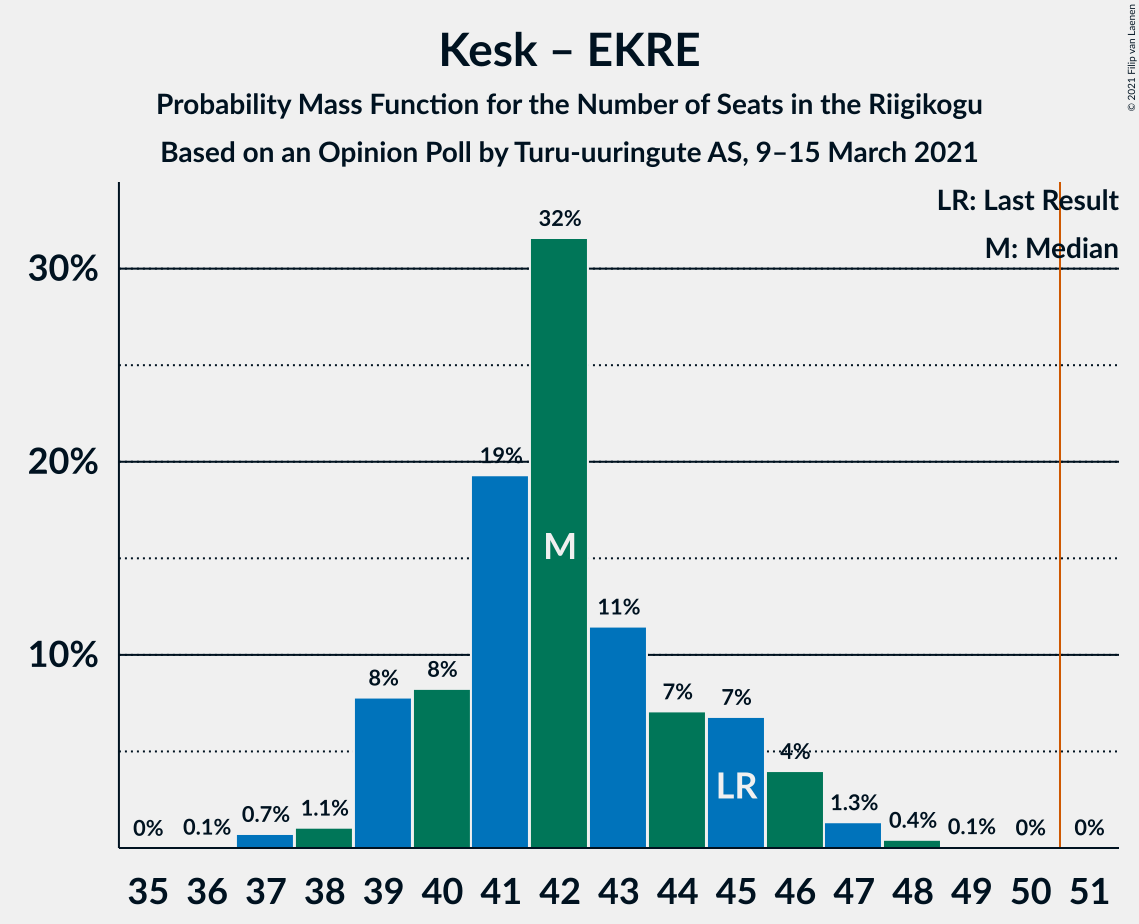 © 2021 Filip van Laenen
Kesk – EKRE
Probability Mass Function for the Number of Seats in the Riigikogu
Based on an Opinion Poll by Turu-uuringute AS, 9–15 March 2021
LR: Last Result
M: Median
30%
20%
10%
0% 0.1% 0.7% 1.1% 8% 8% 19% 32% 11% 7% 7% 4% 1.3% 0.4% 0.1% 0% 0%
M
LR
35 36 37 38 39 40 41 42 43 44 45 46 47 48 49 50 51